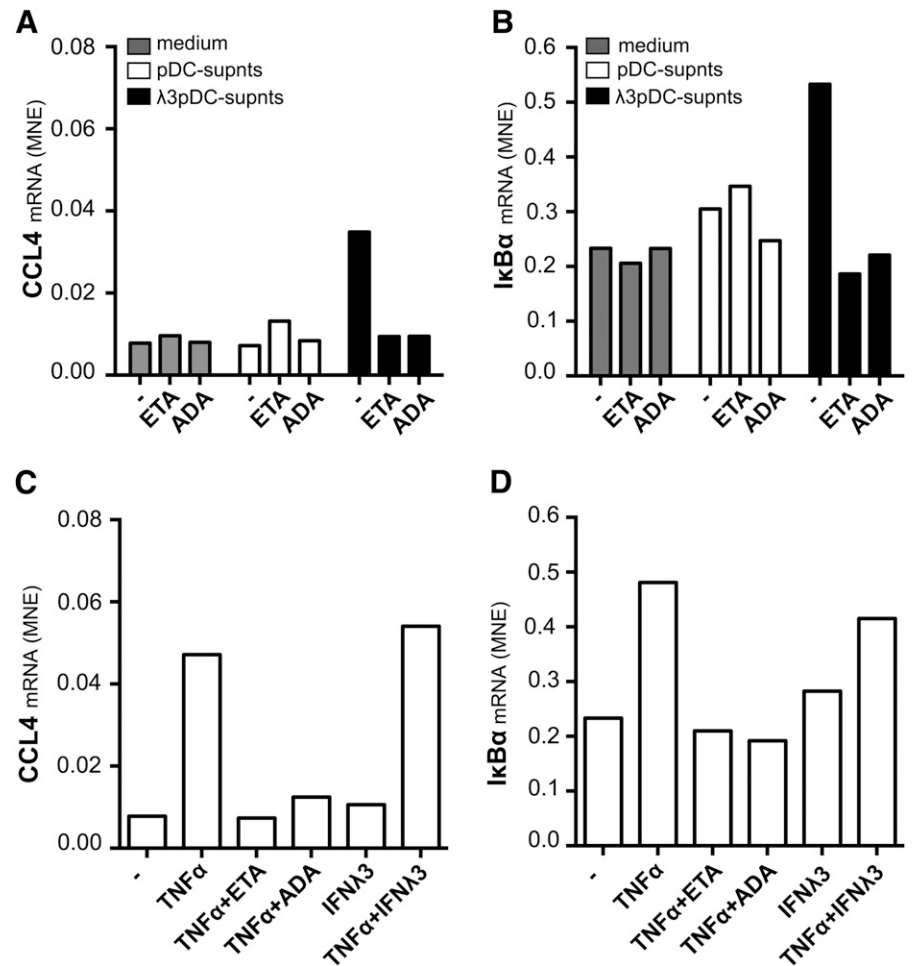 A
CCL4 mRNA (MNE)
0.08
0.06
0.04
0.02
0.00
medium
pDC-supnts
λ3pDC-supnts
-
ETA
ADA
-
ETA
ADA
-
ETA
ADA
B
IκBα mRNA (MNE)
0.6
0.5
0.4
0.3
0.2
0.1
0.0
medium
pDC-supnts
λ3pDC-supnts
-
ETA
ADA
-
ETA
ADA
-
ETA
ADA
C
CCL4 mRNA (MNE)
0.08
0.06
0.04
0.02
0.00
-
TNFα
TNFα+ETA
TNFα+ADA
IFNλ3
TNFα+IFNλ3
D
IκBα mRNA (MNE)
0.6
0.5
0.4
0.3
0.2
0.1
0.0
-
TNFα
TNFα+ETA
TNFα+ADA
IFNλ3
TNFα+IFNλ3